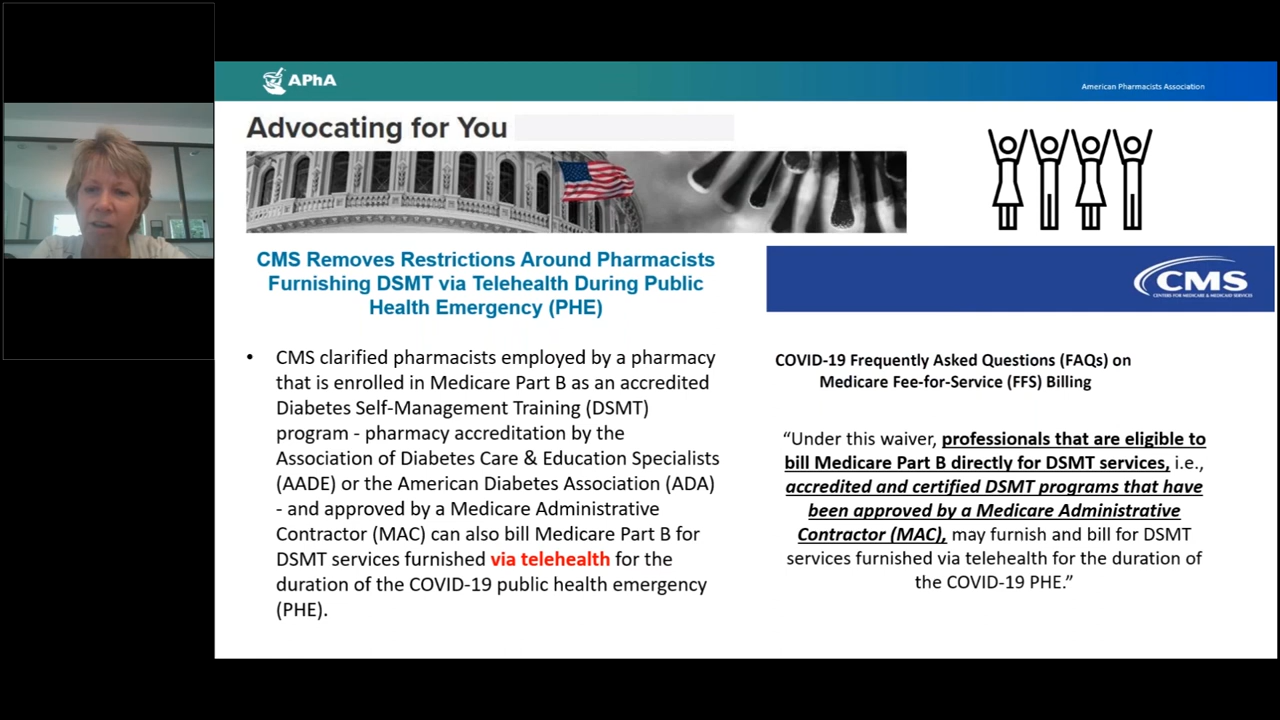 APhA
American Pharmacists Association
Advocating for You
CMS Removes Restrictions Around Pharmacists
Furnishing DSMT via Telehealth During Public
Health Emergency (PHE)
• CMS clarified pharmacists employed by a pharmacy
that is enrolled in Medicare Part B as an accredited
Diabetes Self-Management Training (DSMT)
program - pharmacy accreditation by the
Association of Diabetes Care & Education Specialists
(AADE) or the American Diabetes Association (ADA)
- and approved by a Medicare Administrative
Contractor (MAC) can also bill Medicare Part B for
DSMT services furnished via telehealth for the
duration of the COVID-19 public health emergency
(PHE).
CMS
CENTERS FOR MEDICARE & MEDICAID SERVICES
COVID-19 Frequently Asked Questions (FAQs) on
Medicare Fee-for-Service (FFS) Billing
“Under this waiver, professionals that are eligible to
bill Medicare Part B directly for DSMT services, i.e.,
accredited and certified DSMT programs that have
been approved by a Medicare Administrative
Contractor (MAC), may furnish and bill for DSMT
services furnished via telehealth for the duration of
the COVID-19 PHE.”